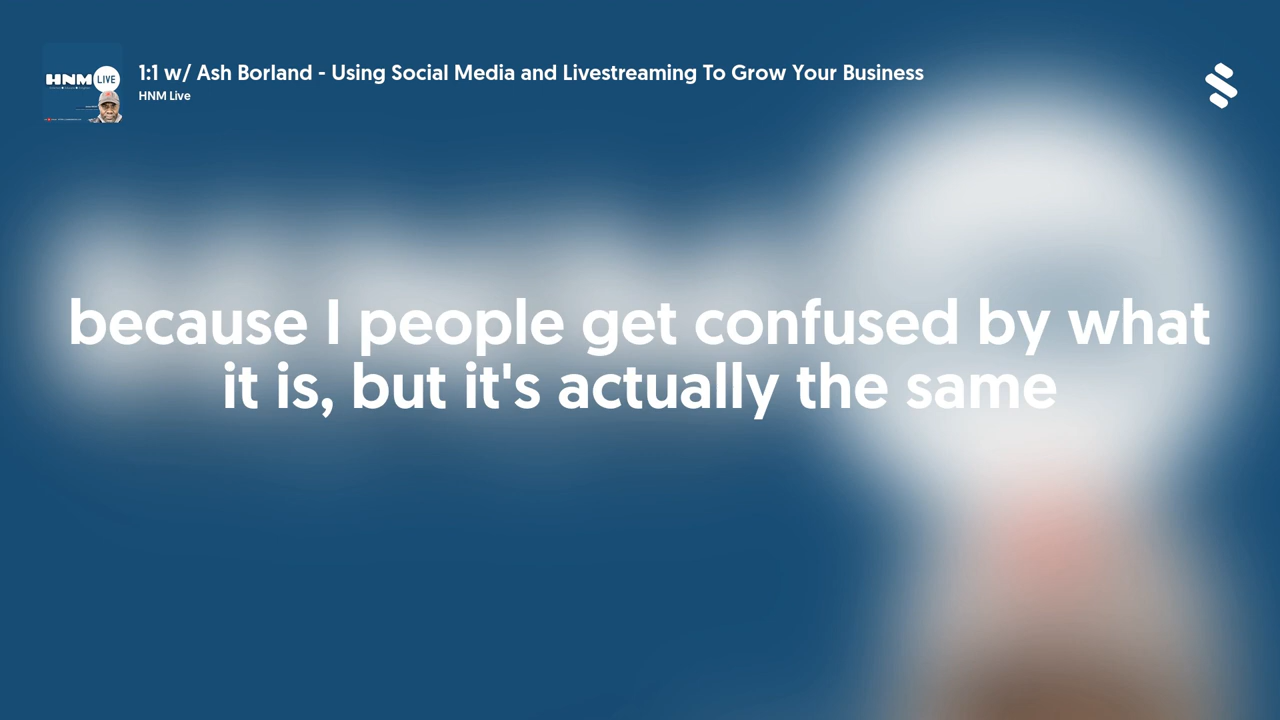 HNM LIVE
1:1 w/ Ash Borland - Using Social Media and Livestreaming To Grow Your Business
HNM Live
because I people get confused by what
it is, but it's actually the same